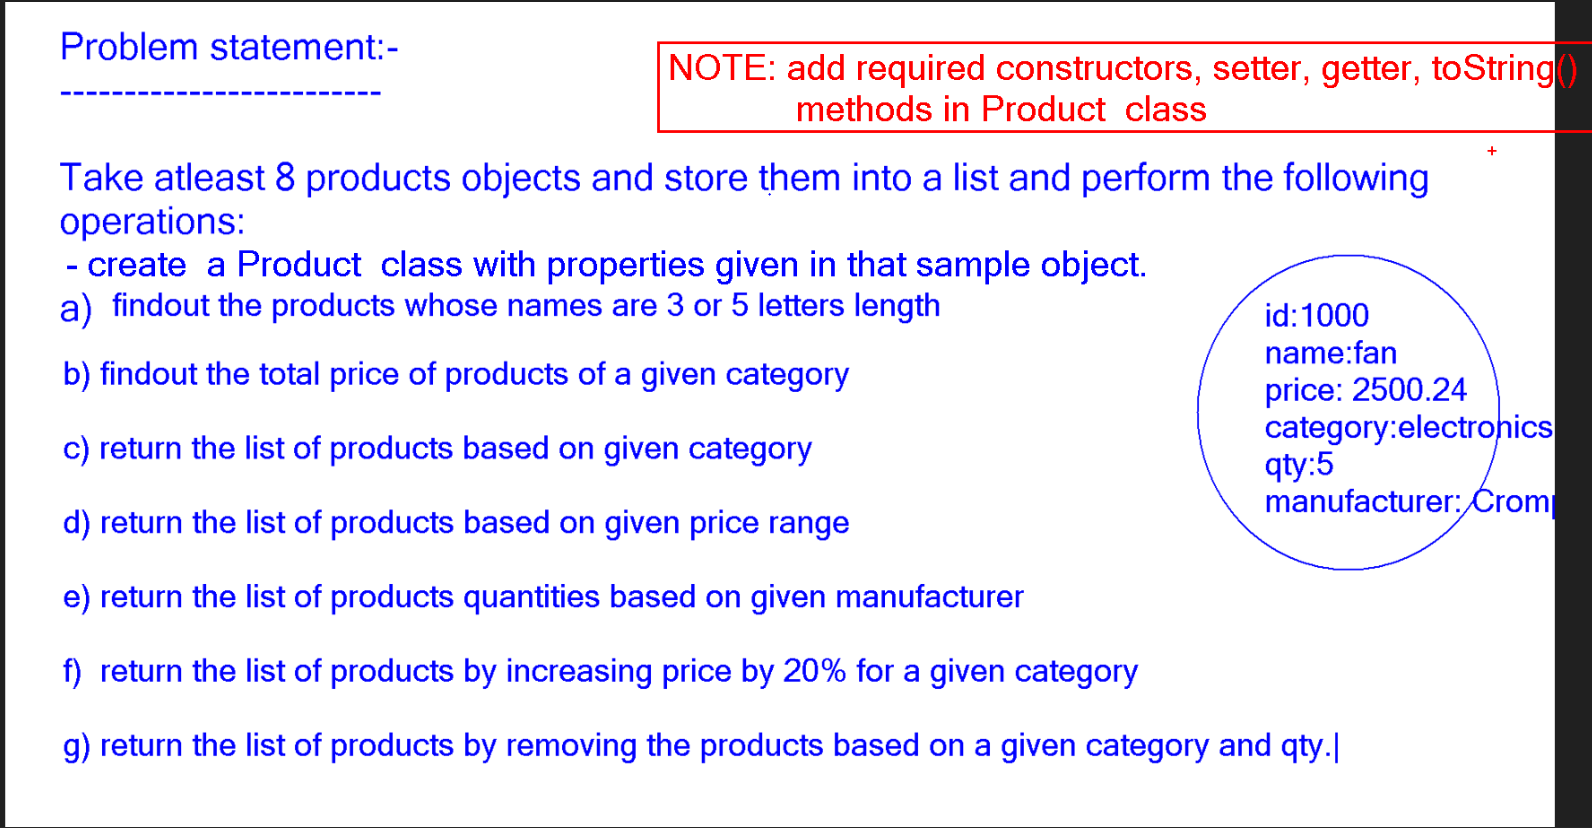 Problem statement:-
-------------------------
NOTE: add required constructors, setter, getter, toString()
methods in Product class
Take atleast 8 products objects and store them into a list and perform the following
operations:
- create a Product class with properties given in that sample object.
a) findout the products whose names are 3 or 5 letters length
b) findout the total price of products of a given category
c) return the list of products based on given category
d) return the list of products based on given price range
e) return the list of products quantities based on given manufacturer
f) return the list of products by increasing price by 20% for a given category
g) return the list of products by removing the products based on a given category and qty.
id:1000
name:fan
price: 2500.24
category:electronics
qty:5
manufacturer: